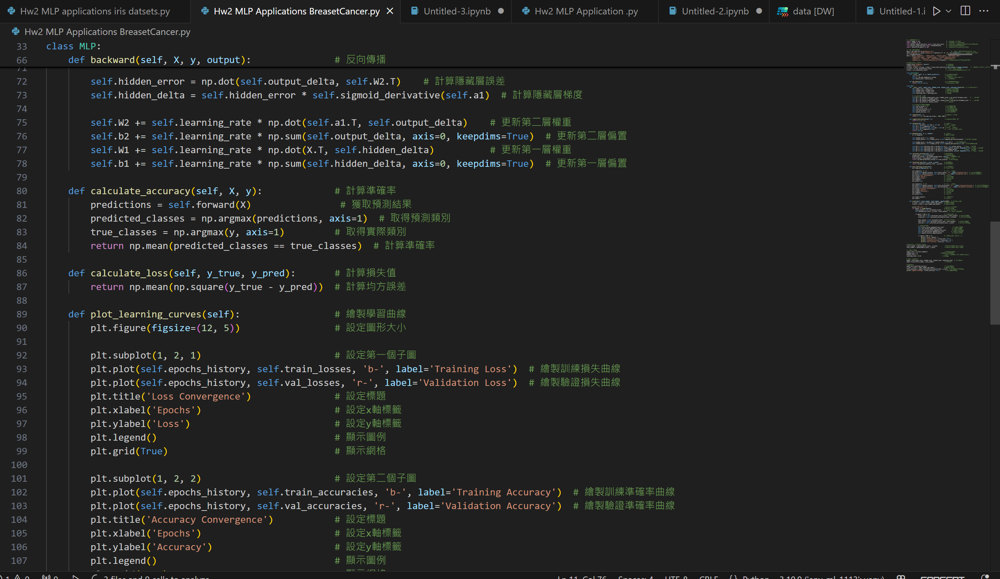 Hw2 MLP applications iris datsets.py
Hw2 MLP Applications BreasetCancer.py
Untitled-3.ipynb
Hw2 MLP Application .py
Untitled-2.ipynb
data [DW]
Untitled-1.i
Hw2 MLP Applications BreasetCancer.py
33 class MLP:
66 def backward(self, X, y, output): # 反向傳播
71
72 self.hidden_error = np.dot(self.output_delta, self.W2.T) # 計算隱藏層誤差
73 self.hidden_delta = self.hidden_error * self.sigmoid_derivative(self.a1) # 計算隱藏層梯度
74
75 self.W2 += self.learning_rate * np.dot(self.a1.T, self.output_delta) # 更新第二層權重
76 self.b2 += self.learning_rate * np.sum(self.output_delta, axis=0, keepdims=True) # 更新第二層偏置
77 self.W1 += self.learning_rate * np.dot(X.T, self.hidden_delta) # 更新第一層權重
78 self.b1 += self.learning_rate * np.sum(self.hidden_delta, axis=0, keepdims=True) # 更新第一層偏置
79
80 def calculate_accuracy(self, X, y): # 計算準確率
81 predictions = self.forward(X) # 獲取預測結果
82 predicted_classes = np.argmax(predictions, axis=1) # 取得預測類別
83 true_classes = np.argmax(y, axis=1) # 取得實際類別
84 return np.mean(predicted_classes == true_classes) # 計算準確率
85
86 def calculate_loss(self, y_true, y_pred): # 計算損失值
87 return np.mean(np.square(y_true - y_pred)) # 計算均方誤差
88
89 def plot_learning_curves(self): # 繪製學習曲線
90 plt.figure(figsize=(12, 5)) # 設定圖形大小
91
92 plt.subplot(1, 2, 1) # 設定第一個子圖
93 plt.plot(self.epochs_history, self.train_losses, 'b-', label='Training Loss') # 繪製訓練損失曲線
94 plt.plot(self.epochs_history, self.val_losses, 'r-', label='Validation Loss') # 繪製驗證損失曲線
95 plt.title('Loss Convergence') # 設定標題
96 plt.xlabel('Epochs') # 設定x軸標籤
97 plt.ylabel('Loss') # 設定y軸標籤
98 plt.legend() # 顯示圖例
99 plt.grid(True) # 顯示網格
100
101 plt.subplot(1, 2, 2) # 設定第二個子圖
102 plt.plot(self.epochs_history, self.train_accuracies, 'b-', label='Training Accuracy') # 繪製訓練準確率曲線
103 plt.plot(self.epochs_history, self.val_accuracies, 'r-', label='Validation Accuracy') # 繪製驗證準確率曲線
104 plt.title('Accuracy Convergence') # 設定標題
105 plt.xlabel('Epochs') # 設定x軸標籤
106 plt.ylabel('Accuracy') # 設定y軸標籤
107 plt.legend() # 顯示圖例
3 files and 9 cells to analyze
Ln 11, Col 76 Spaces: 4 UTF-8 CRLF {} Python